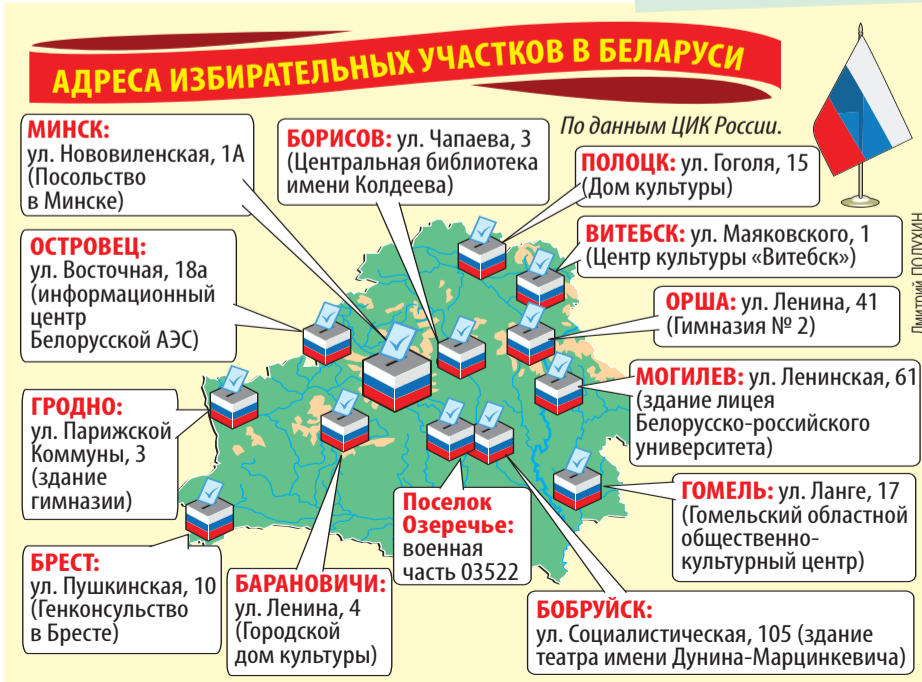 АДРЕСА ИЗБИРАТЕЛЬНЫХ УЧАСТКОВ В БЕЛАРУСИ
По данным ЦИК России.
МИНСК:
ул. Нововиленская, 1А
(Посольство
в Минске)
БОРИСОВ: ул. Чапаева, 3
(Центральная библиотека
имени Колдеева)
ПОЛОЦК: ул. Гоголя, 15
(Дом культуры)
ВИТЕБСК: ул. Маяковского, 1
(Центр культуры «Витебск»)
ОСТРОВЕЦ:
ул. Восточная, 18а
(информационный
центр
Белорусской АЭС)
ОРША: ул. Ленина, 41
(Гимназия № 2)
МОГИЛЕВ: ул. Ленинская, 61
(здание лицея
Белорусско-российского
университета)
ГРОДНО:
ул. Парижской
Коммуны, 3
(здание
гимназии)
ГОМЕЛЬ: ул. Ланге, 17
(Гомельский областной
общественно-
культурный центр)
Поселок
Озеречье:
военная
часть 03522
БРЕСТ:
ул. Пушкинская, 10
(Генконсульство
в Бресте)
БАРАНОВИЧИ:
ул. Ленина, 4
(Городской
дом культуры)
БОБРУЙСК:
ул. Социалистическая, 105 (здание
театра имени Дунина-Марцинкевича)
Дмитрий ПОЛУХИН